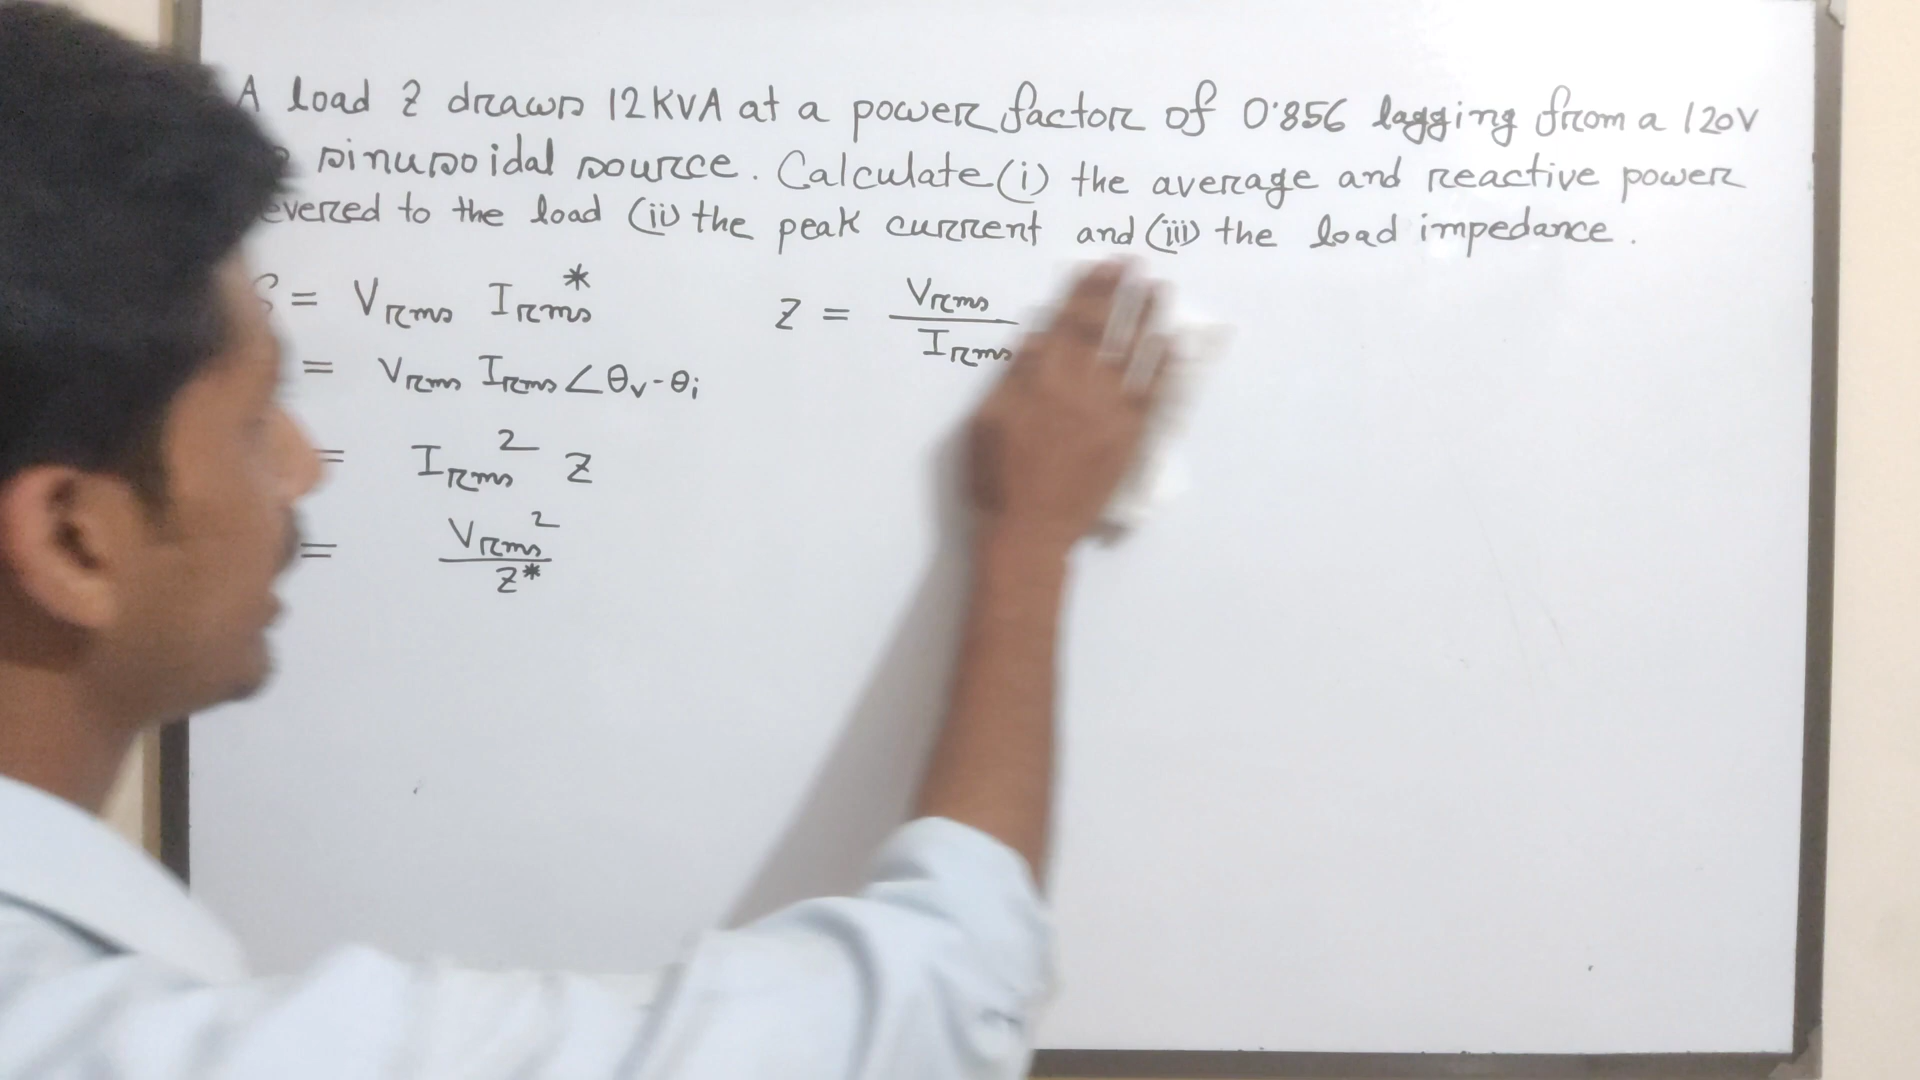 A load Z draws 12KVA at a power factor of 0.856 lagging from a 120V
sinusoidal source. Calculate (i) the average and reactive power
evered to the load (ii) the peak current and (iii) the load impedance.
S = Vrms Irms* Z = Vrms / Irms
= Vrms Irms ∠θv-θi
= Irms² Z
= Vrms² / Z*